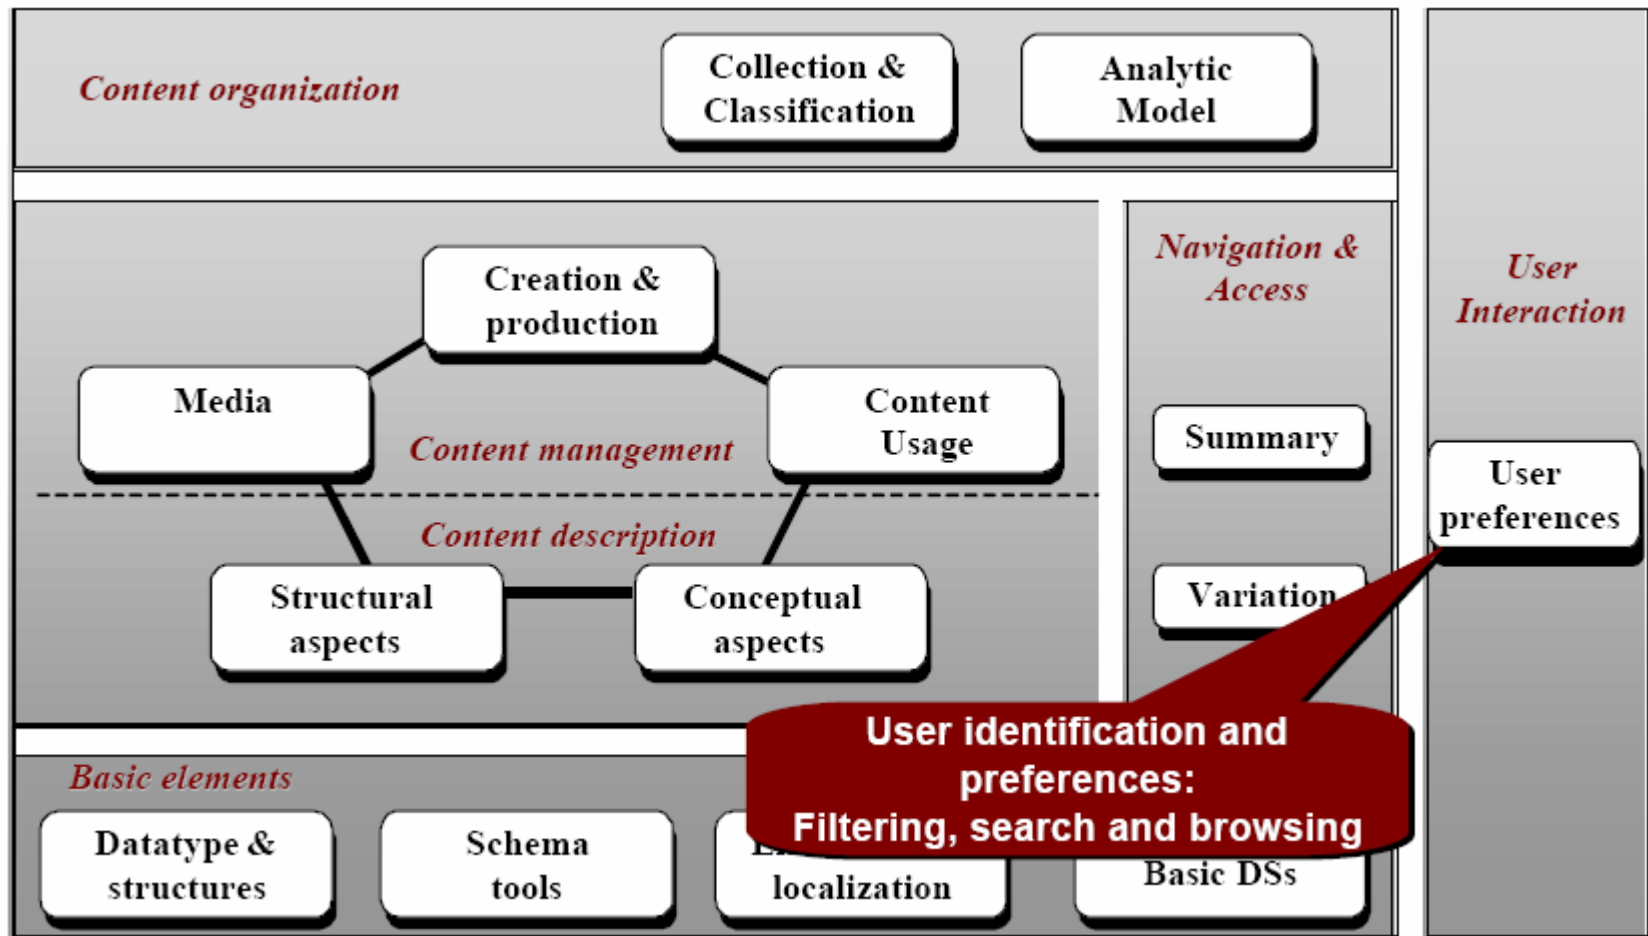 Content organization
Collection &
Classification
Analytic
Model
Creation &
production
Media
Content
Usage
Content management
Content description
Structural
aspects
Conceptual
aspects
Navigation &
Access
Summary
Variation
User
Interaction
User
preferences
User identification and
preferences:
Filtering, search and browsing
Basic elements
Datatype &
structures
Schema
tools
localization
Basic DSs